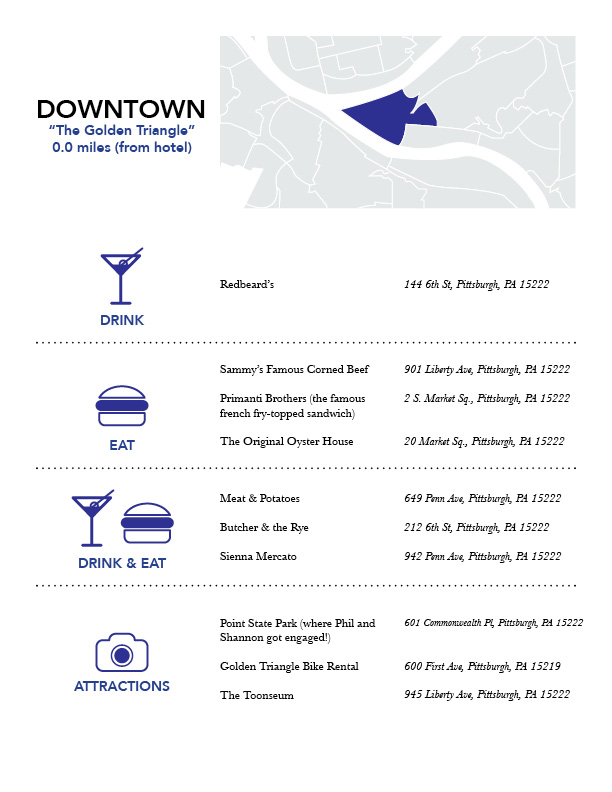 DOWNTOWN
“The Golden Triangle”
0.0 miles (from hotel)
DRINK
Redbeard’s 144 6th St, Pittsburgh, PA 15222
EAT
Sammy’s Famous Corned Beef 901 Liberty Ave, Pittsburgh, PA 15222
Primanti Brothers (the famous 2 S. Market Sq., Pittsburgh, PA 15222
french fry-topped sandwich)
The Original Oyster House 20 Market Sq., Pittsburgh, PA 15222
DRINK & EAT
Meat & Potatoes 649 Penn Ave, Pittsburgh, PA 15222
Butcher & the Rye 212 6th St, Pittsburgh, PA 15222
Sienna Mercato 942 Penn Ave, Pittsburgh, PA 15222
ATTRACTIONS
Point State Park (where Phil and 601 Commonwealth Pl, Pittsburgh, PA 15222
Shannon got engaged!)
Golden Triangle Bike Rental 600 First Ave, Pittsburgh, PA 15219
The Toonseum 945 Liberty Ave, Pittsburgh, PA 15222